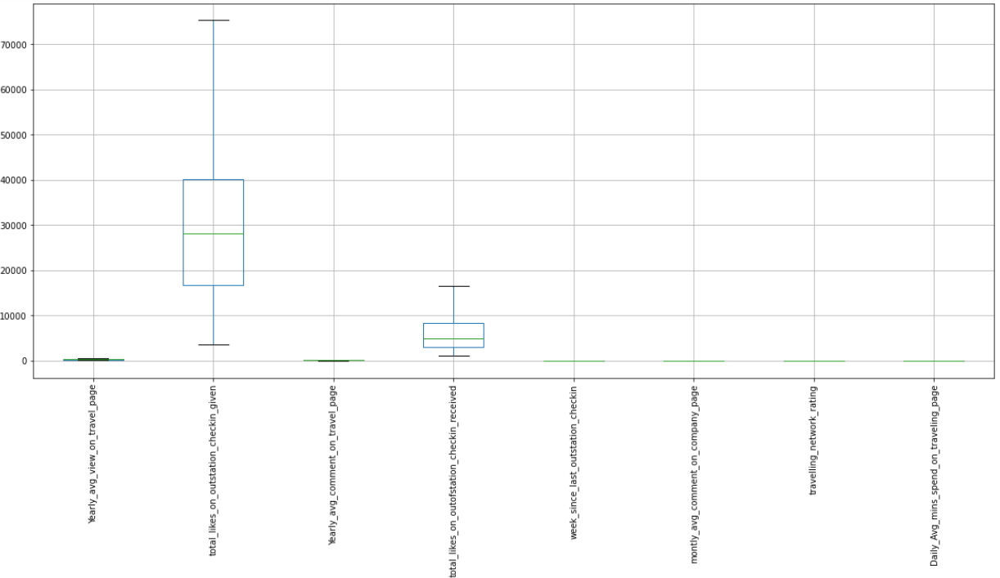 70000
60000
50000
40000
30000
20000
10000
0
Yearly_avg_view_on_travel_page
total_likes_on_outstation_checkin_given
Yearly_avg_comment_on_travel_page
total_likes_on_outofstation_checkin_received
week_since_last_outstation_checkin
montly_avg_comment_on_company_page
travelling_network_rating
Daily_Avg_mins_spend_on_traveling_page